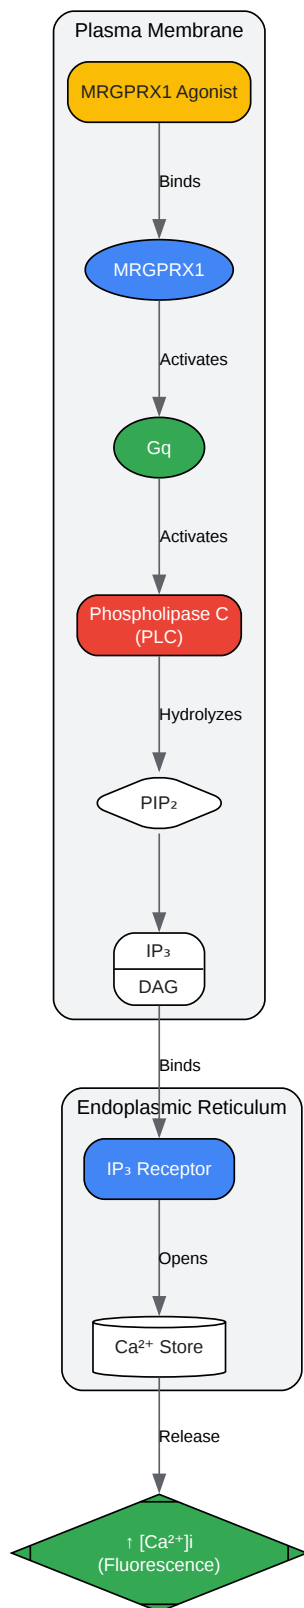 Plasma Membrane
MRGPRX1 Agonist
Binds
MRGPRX1
Activates
Gq
Activates
Phospholipase C
(PLC)
Hydrolyzes
PIP₂
IP₃
DAG
Binds
Endoplasmic Reticulum
IP₃ Receptor
Opens
Ca²⁺ Store
Release
↑ [Ca²⁺]i
(Fluorescence)